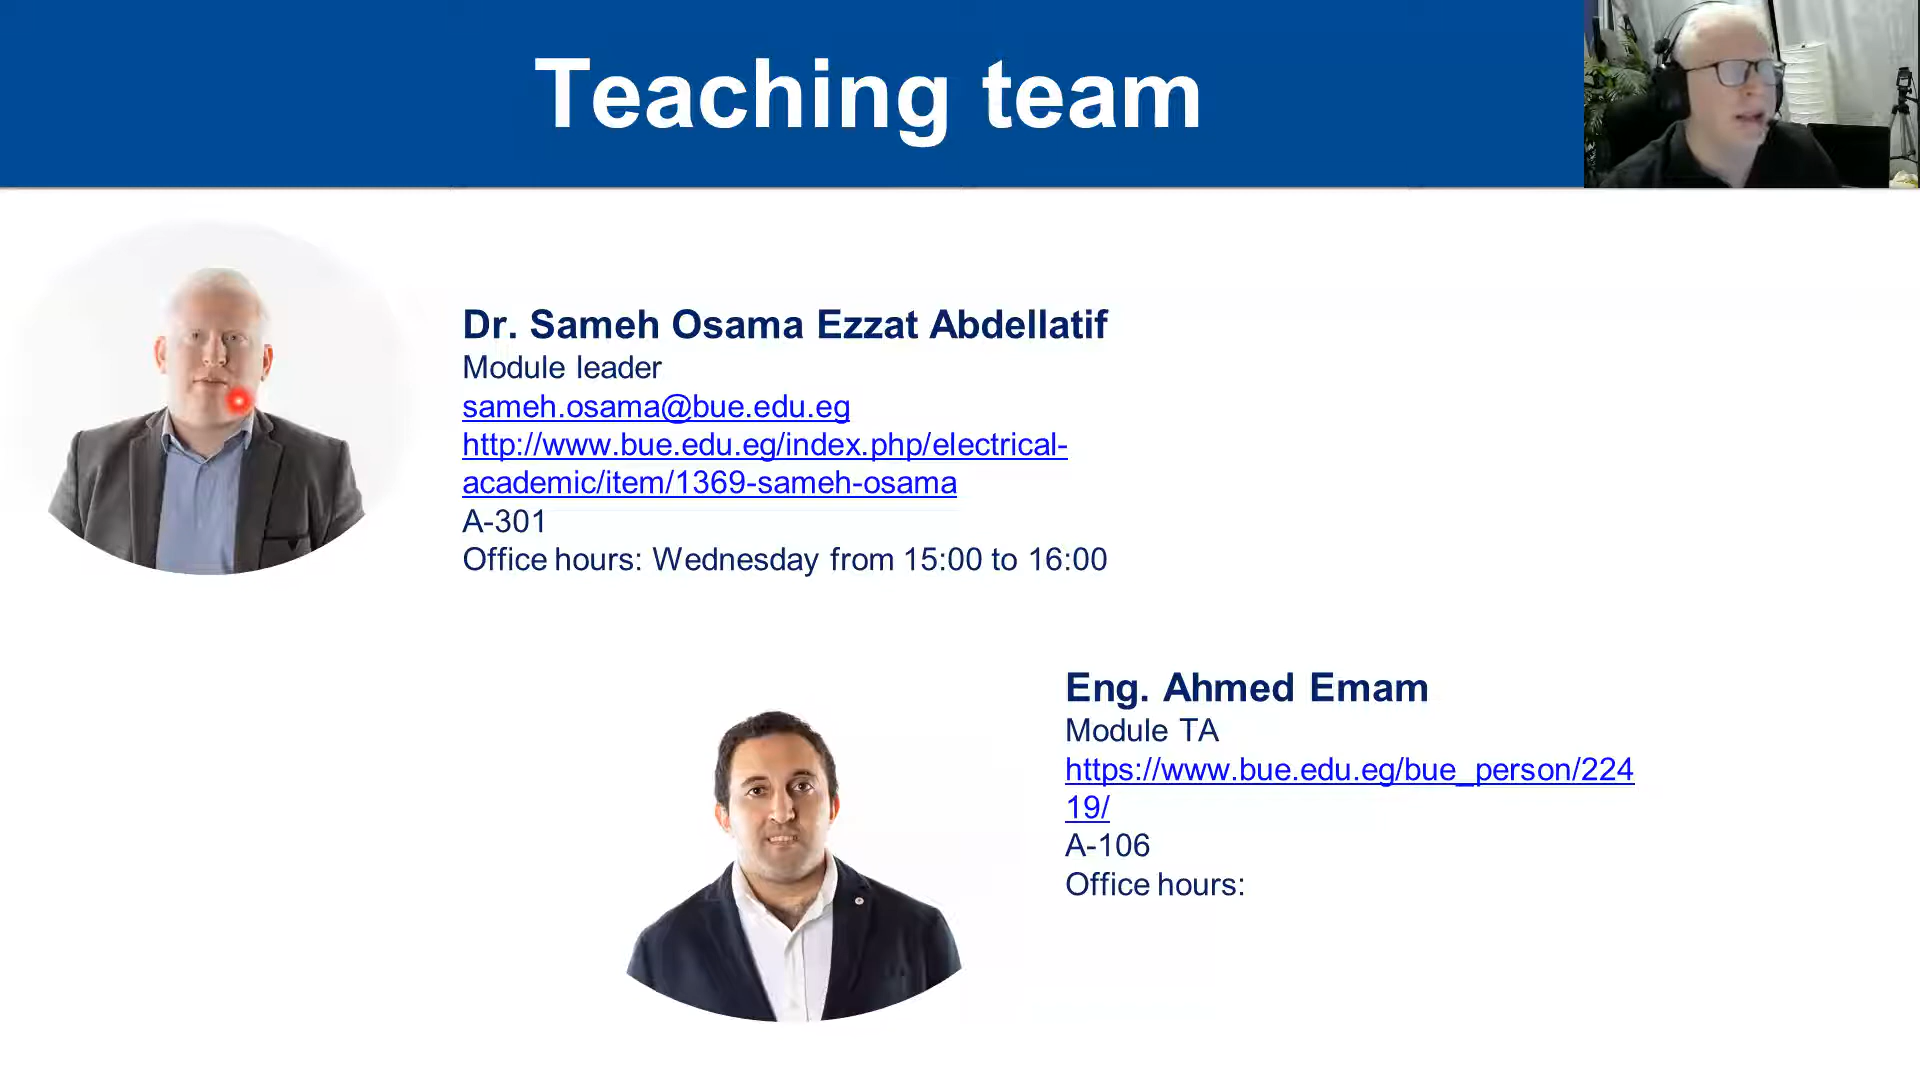 Teaching team
Dr. Sameh Osama Ezzat Abdellatif
Module leader
sameh.osama@bue.edu.eg
http://www.bue.edu.eg/index.php/electrical-
academic/item/1369-sameh-osama
A-301
Office hours: Wednesday from 15:00 to 16:00
Eng. Ahmed Emam
Module TA
https://www.bue.edu.eg/bue_person/224
19/
A-106
Office hours: